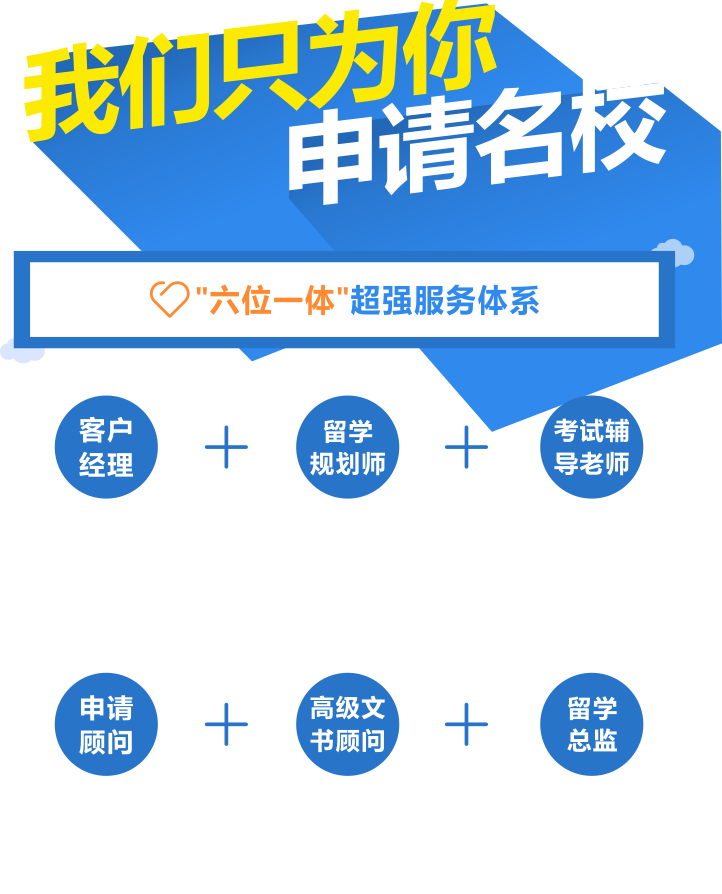 我们只为你
申请名校
"六位一体"超强服务体系
客户
经理
留学
规划师
考试辅
导老师
申请
顾问
高级文
书顾问
留学
总监